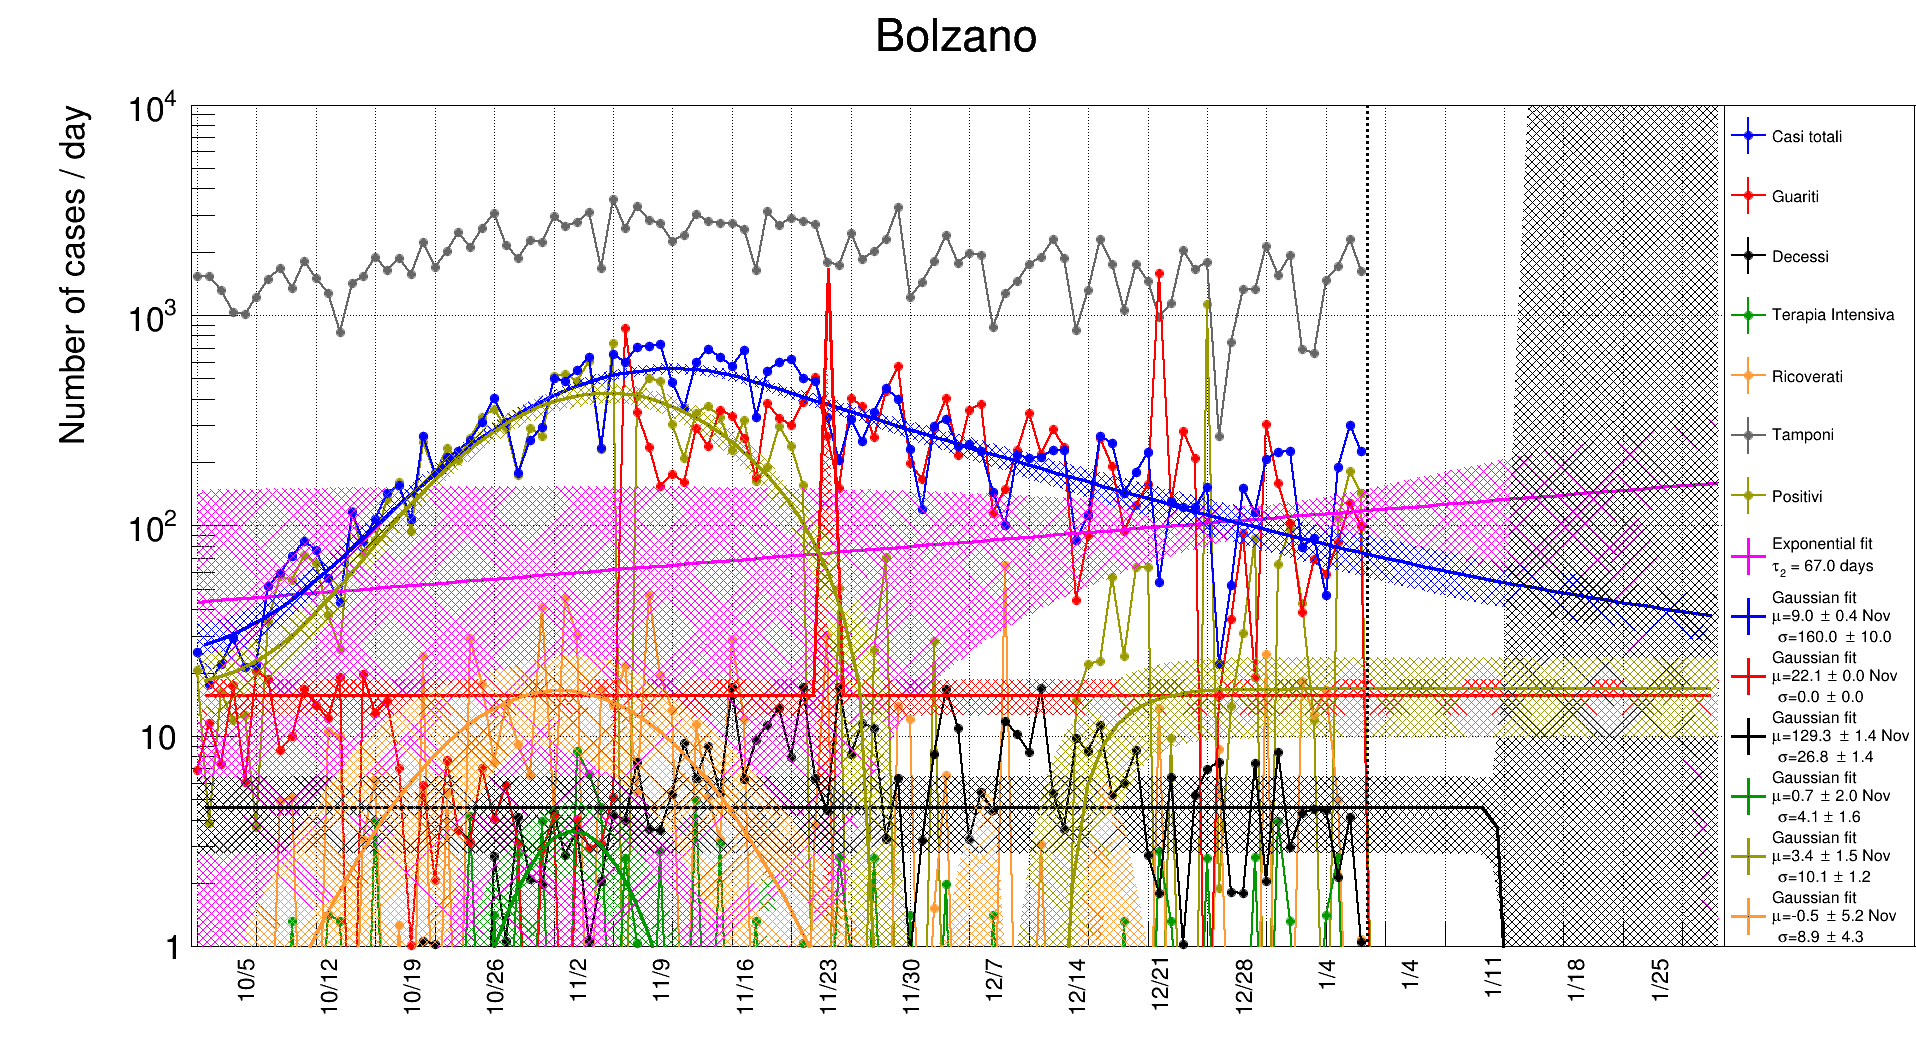 Bolzano
Number of cases / day
10⁴
10³
10²
10
1
10/5
10/12
10/19
10/26
11/2
11/9
11/16
11/23
11/30
12/7
12/14
12/21
12/28
1/4
1/4
1/11
1/18
1/25
Casi totali
Guariti
Decessi
Terapia Intensiva
Ricoverati
Tamponi
Positivi
Exponential fit
τ₂ = 67.0 days
Gaussian fit
μ=9.0 ± 0.4 Nov
σ=160.0 ± 10.0
Gaussian fit
μ=22.1 ± 0.0 Nov
σ=0.0 ± 0.0
Gaussian fit
μ=129.3 ± 1.4 Nov
σ=26.8 ± 1.4
Gaussian fit
μ=0.7 ± 2.0 Nov
σ=4.1 ± 1.6
Gaussian fit
μ=3.4 ± 1.5 Nov
σ=10.1 ± 1.2
Gaussian fit
μ=-0.5 ± 5.2 Nov
σ=8.9 ± 4.3